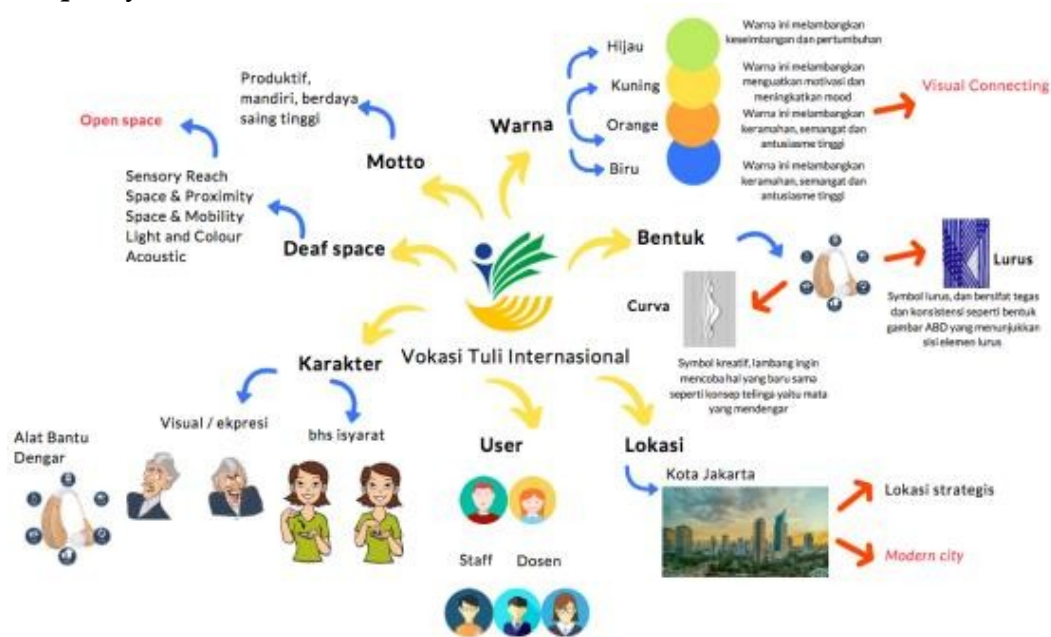 Hijau
Kuning
Orange
Biru
Warna
Warna ini melambangkan
keseimbangan dan pertumbuhan
Warna ini melambangkan
menguatkan motivasi dan
meningkatkan mood
Warna ini melambangkan
keramahan, semangat dan
antusiasme tinggi
Warna ini melambangkan
keramahan, semangat dan
antusiasme tinggi
Visual Connecting
Produktif,
mandiri, berdaya
saing tinggi
Motto
Open space
Sensory Reach
Space & Proximity
Space & Mobility
Light and Colour
Acoustic
Deaf space
Bentuk
Lurus
Symbol lurus, dan bersifat tegas
dan konsistensi seperti bentuk
gambar ABD yang menunjukkan
sisi elemen lurus
Curva
Symbol kreatif, lambang ingin
mencoba hal yang baru sama
seperti konsep telinga yaitu mata
yang mendengar
Vokasi Tuli Internasional
Karakter
Visual / ekpresi
bhs isyarat
Alat Bantu
Dengar
User
Staff
Dosen
Lokasi
Kota Jakarta
Lokasi strategis
Modern city